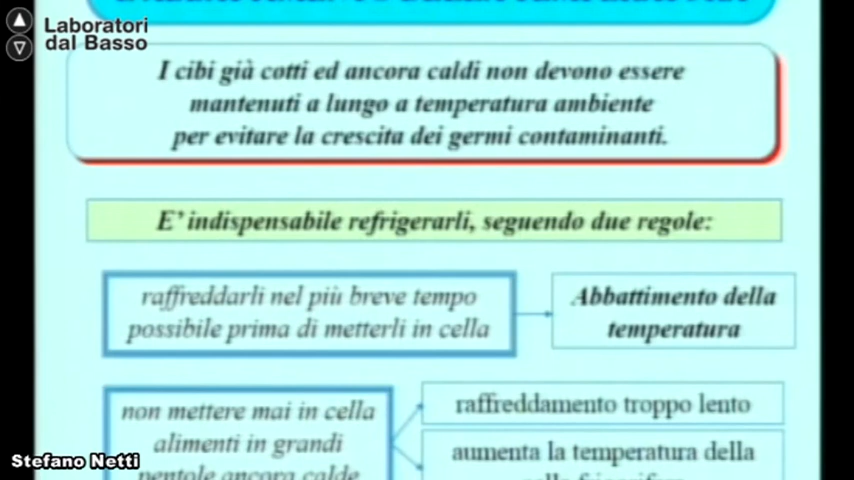 Laboratori
dal Basso
I cibi già cotti ed ancora caldi non devono essere
mantenuti a lungo a temperatura ambiente
per evitare la crescita dei germi contaminanti.
E' indispensabile refrigerarli, seguendo due regole:
raffreddarli nel più breve tempo
possibile prima di metterli in cella
Abbattimento della
temperatura
non mettere mai in cella
alimenti in grandi
pentole ancora calde
raffreddamento troppo lento
aumenta la temperatura della
Stefano Netti